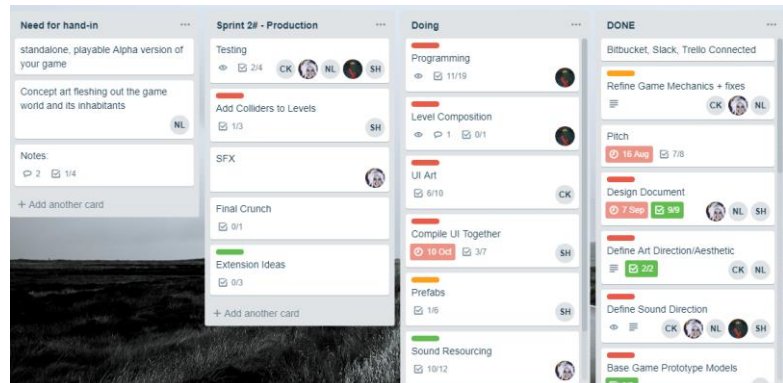 Need for hand-in
standalone, playable Alpha version of
your game
Concept art fleshing out the game
world and its inhabitants
NL
Notes:
2 1/4
+ Add another card
Sprint 2# - Production
Testing
2/4 CK NL SH
Add Colliders to Levels
1/3 SH
SFX
Final Crunch
0/1
Extension Ideas
0/3
+ Add another card
Doing
Programming
11/19
Level Composition
1 0/1
UI Art
6/10 CK
Compile UI Together
10 Oct 3/7 SH
Prefabs
1/6 SH
Sound Resourcing
10/12
DONE
Bitbucket, Slack, Trello Connected
Refine Game Mechanics + fixes
CK NL
Pitch
16 Aug 7/8
Design Document
7 Sep 9/9 NL SH
Define Art Direction/Aesthetic
2/2 CK NL
Define Sound Direction
CK NL SH
Base Game Prototype Models